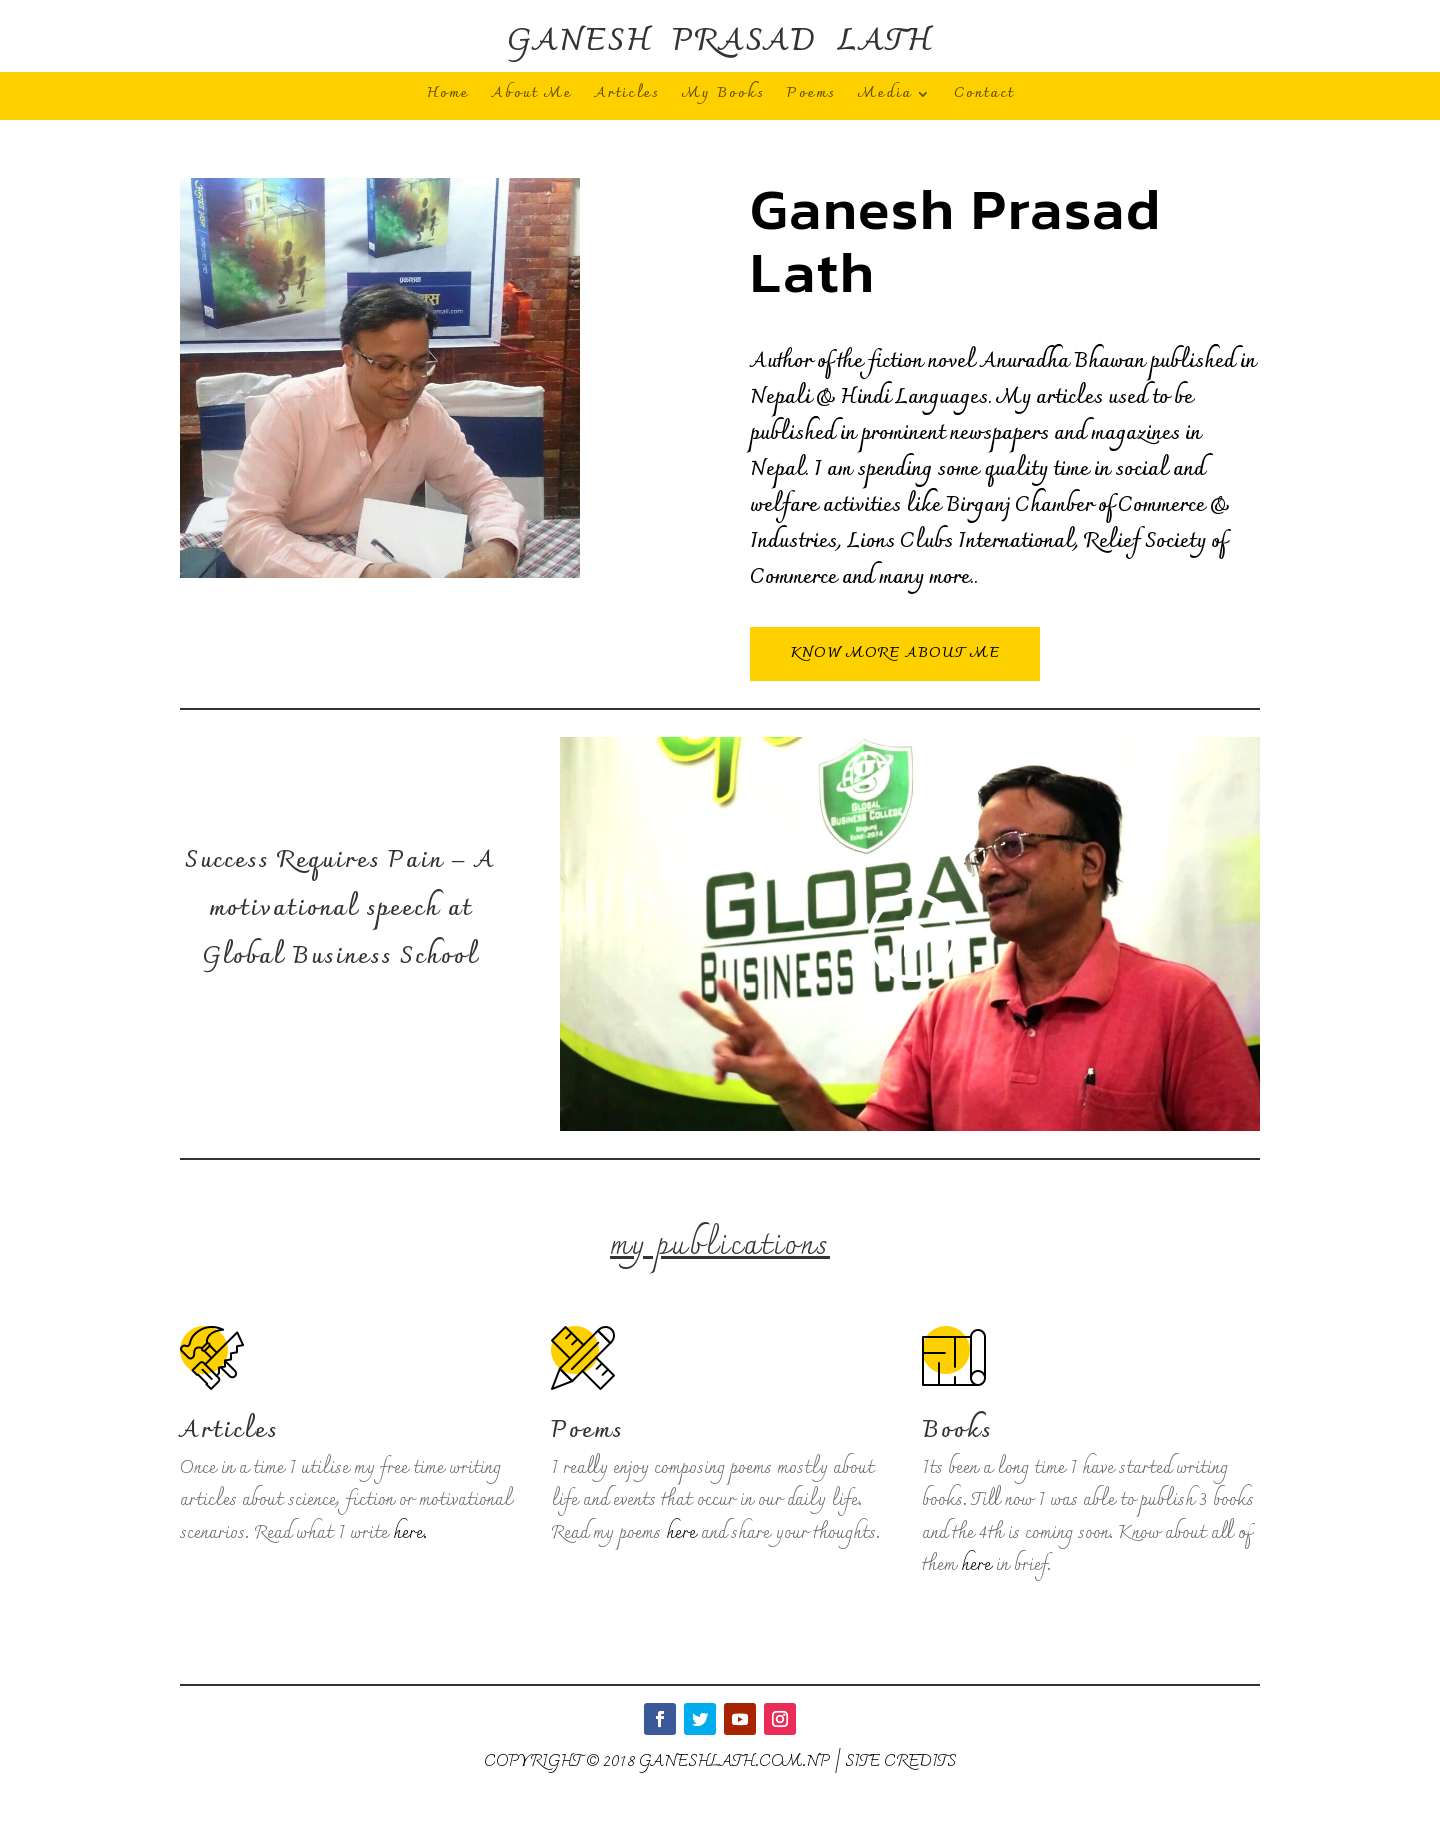 GANESH PRASAD LATH
Home About Me Articles My Books Poems Media Contact
प्रकाशक
Ganesh Prasad
Lath
Author of the fiction novel Anuradha Bhawan published in
Nepali & Hindi Languages. My articles used to be
published in prominent newspapers and magazines in
Nepal. I am spending some quality time in social and
welfare activities like Birganj Chamber of Commerce &
Industries, Lions Clubs International, Relief Society of
Commerce and many more..
KNOW MORE ABOUT ME
Success Requires Pain – A
motivational speech at
Global Business School
GLOBAL
BUSINESS COLLEGE
Birgunj
Estd:-2074
GLOBA
BUSINESS COLLEGE
my publications
Articles
Once in a time I utilise my free time writing
articles about science, fiction or motivational
scenarios. Read what I write here.
Poems
I really enjoy composing poems mostly about
life and events that occur in our daily life.
Read my poems here and share your thoughts.
Books
Its been a long time I have started writing
books. Till now I was able to publish 3 books
and the 4th is coming soon. Know about all of
them here in brief.
COPYRIGHT © 2018 GANESHLATH.COM.NP | SITE CREDITS